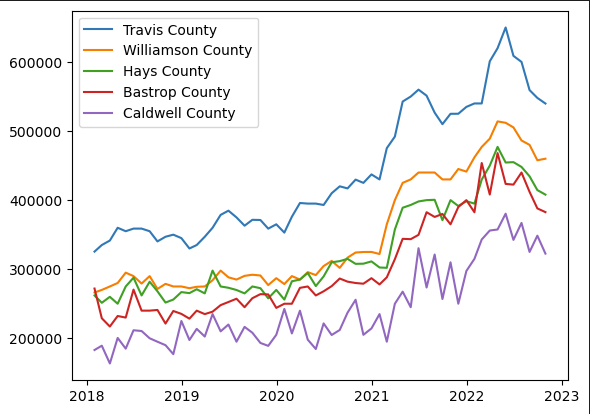 Travis County
Williamson County
Hays County
Bastrop County
Caldwell County
600000
500000
400000
300000
200000
2018 2019 2020 2021 2022 2023